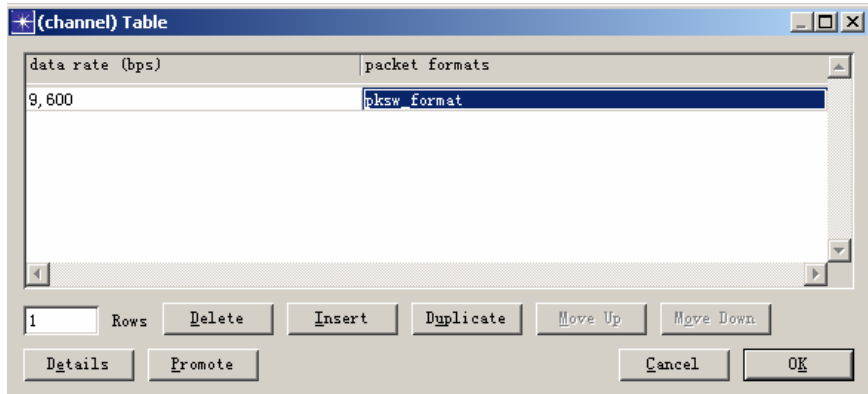 (channel) Table
data rate (bps) packet formats
9,600 pksw_format
1 Rows Delete Insert Duplicate Move Up Move Down
Details Promote Cancel OK